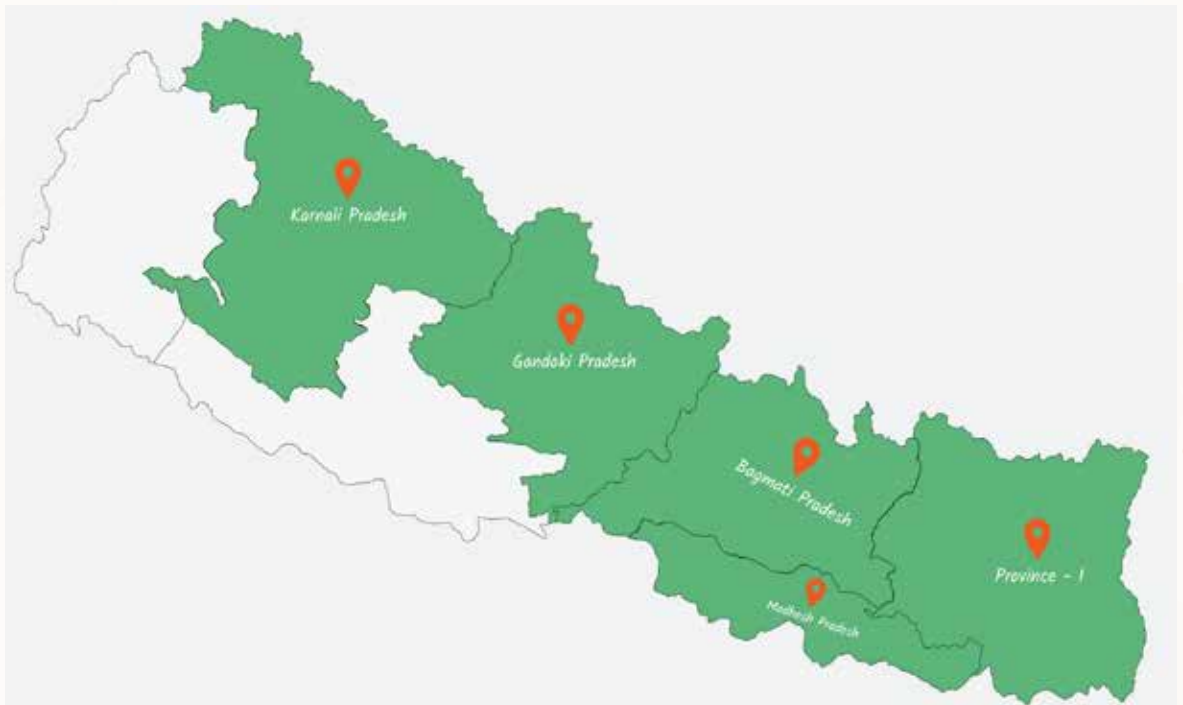 Karnali Pradesh
Gandaki Pradesh
Bagmati Pradesh
Province - 1
Madhesh Pradesh